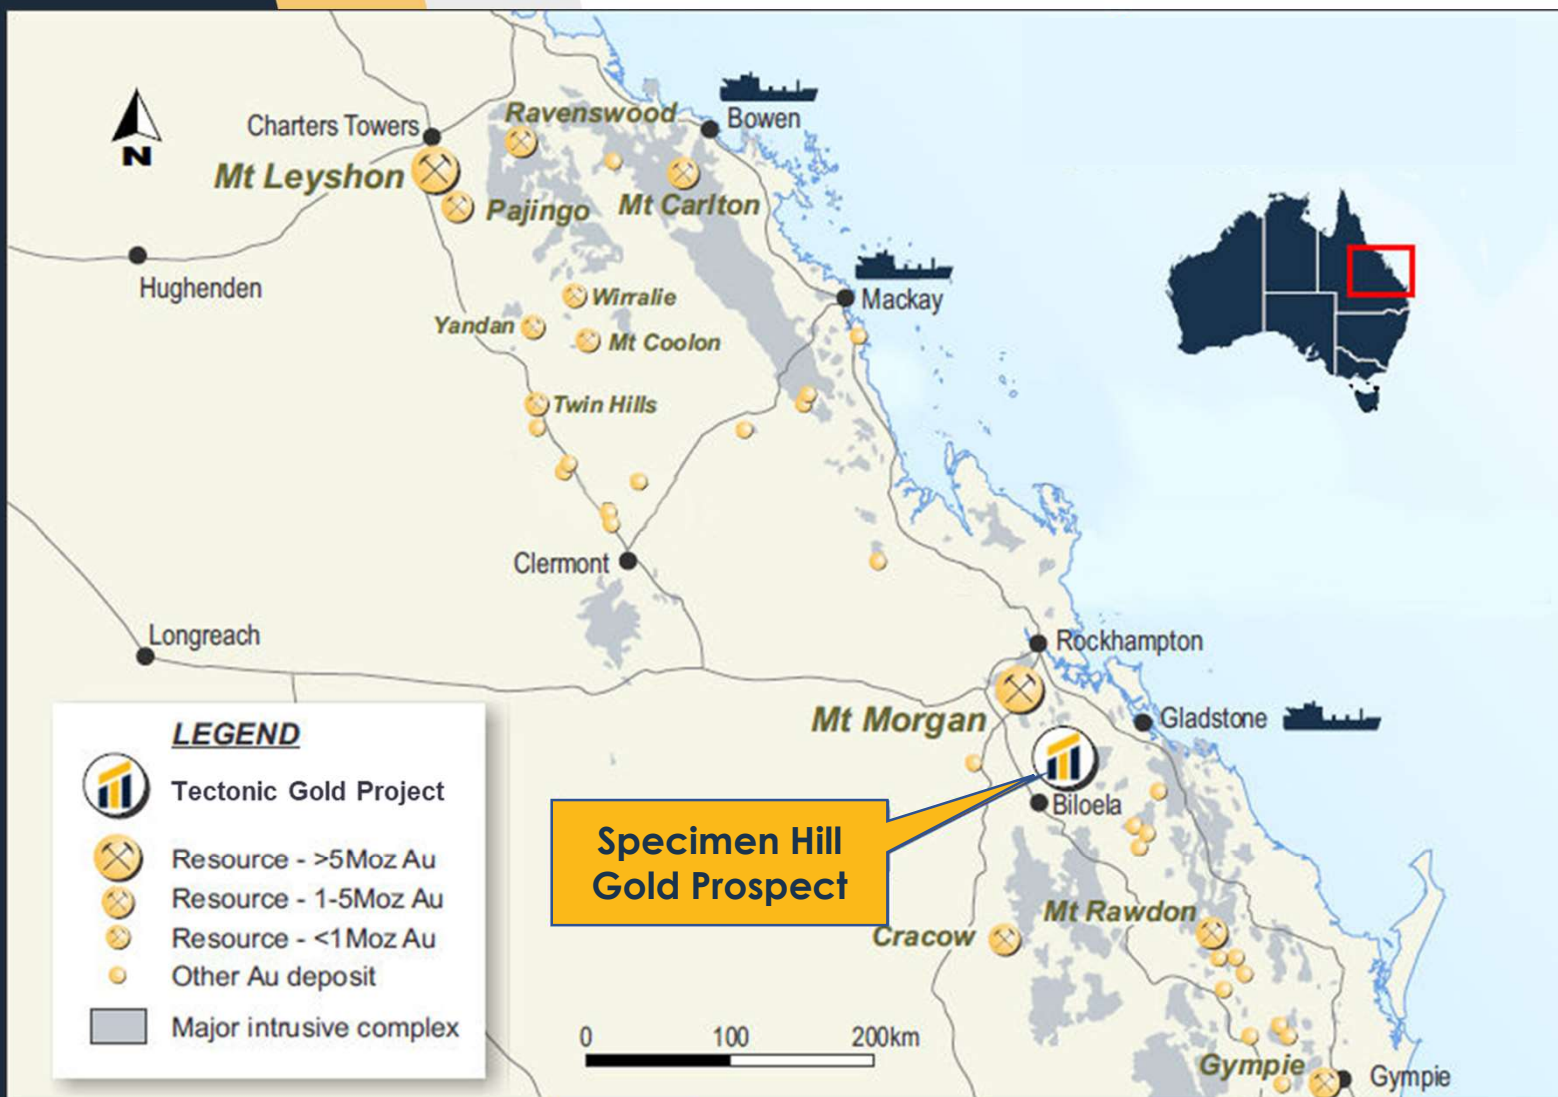 N
Charters Towers
Ravenswood
Bowen
Mt Leyshon
Pajingo
Mt Carlton
Hughenden
Wirralie
Mackay
Yandan
Mt Coolon
Twin Hills
Clermont
Longreach
Rockhampton
Mt Morgan
Gladstone
Biloela
Specimen Hill
Gold Prospect
Mt Rawdon
Cracow
Gympie
Gympie
0 100 200km
LEGEND
Tectonic Gold Project
Resource - >5Moz Au
Resource - 1-5Moz Au
Resource - <1Moz Au
Other Au deposit
Major intrusive complex